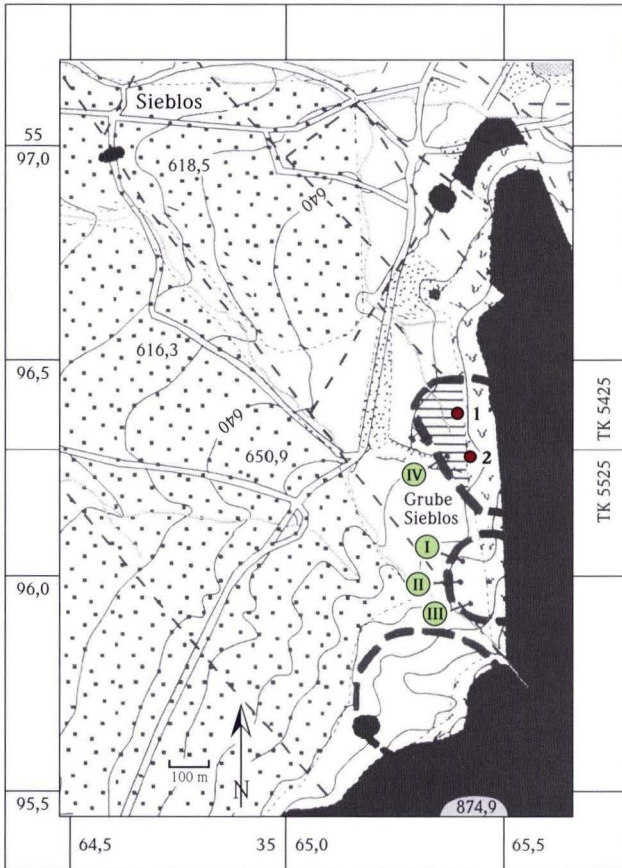 Sieblos
55
97,0
618,5
640
96,5
616,3
TK 5425
1
640
650,9
2
IV
Grube
Sieblos
TK 5525
I
96,0
II
III
100 m
N
95,5
874,9
64,5
35
65,0
65,5